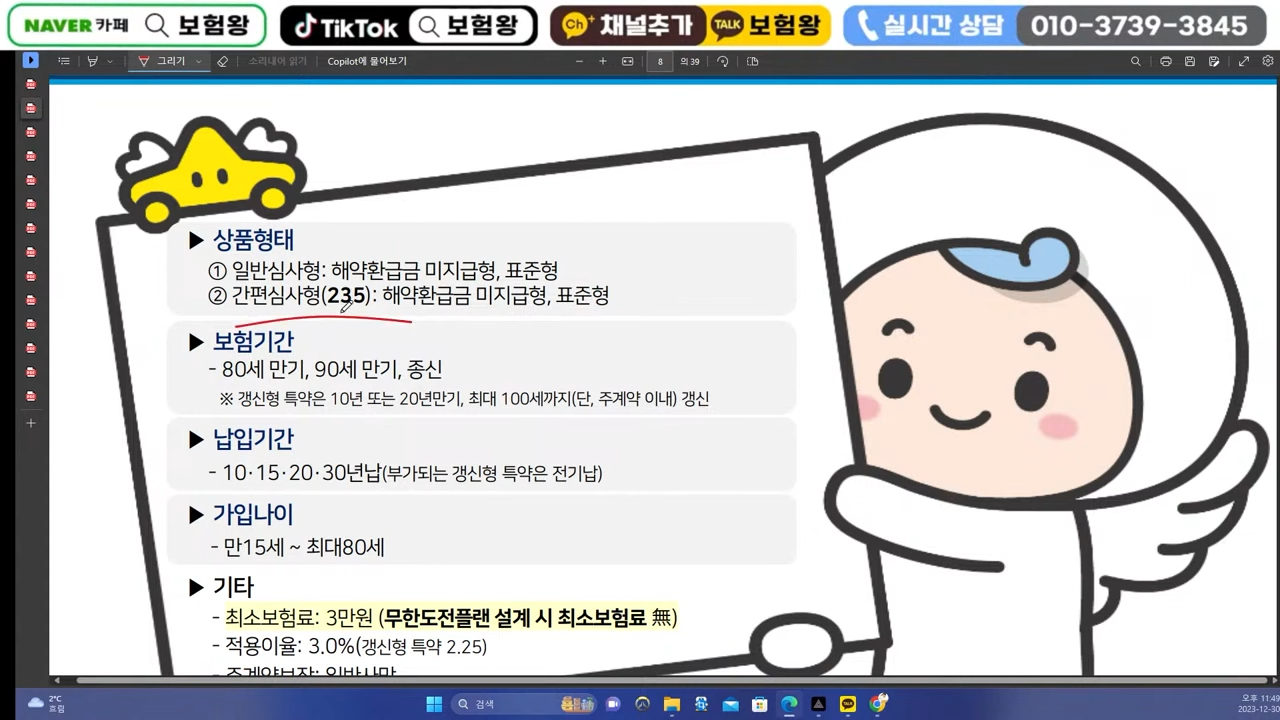 NAVER 카페 보험왕 TikTok 보험왕 Ch+ 채널추가 TALK 보험왕 실시간 상담 010-3739-3845
그리기 소리내어 읽기 Copilot에 물어보기 8 의 39
▶ 상품형태
① 일반심사형: 해약환급금 미지급형, 표준형
② 간편심사형(235): 해약환급금 미지급형, 표준형
▶ 보험기간
- 80세 만기, 90세 만기, 종신
※ 갱신형 특약은 10년 또는 20년만기, 최대 100세까지(단, 주계약 이내) 갱신
▶ 납입기간
- 10·15·20·30년납(부가되는 갱신형 특약은 전기납)
▶ 가입나이
- 만15세 ~ 최대80세
▶ 기타
- 최소보험료: 3만원 (무한도전플랜 설계 시 최소보험료 無)
- 적용이율: 3.0%(갱신형 특약 2.25)
- 주계약보장: 일반사망
2°C
흐림
검색
오후 11:49
2023-12-30